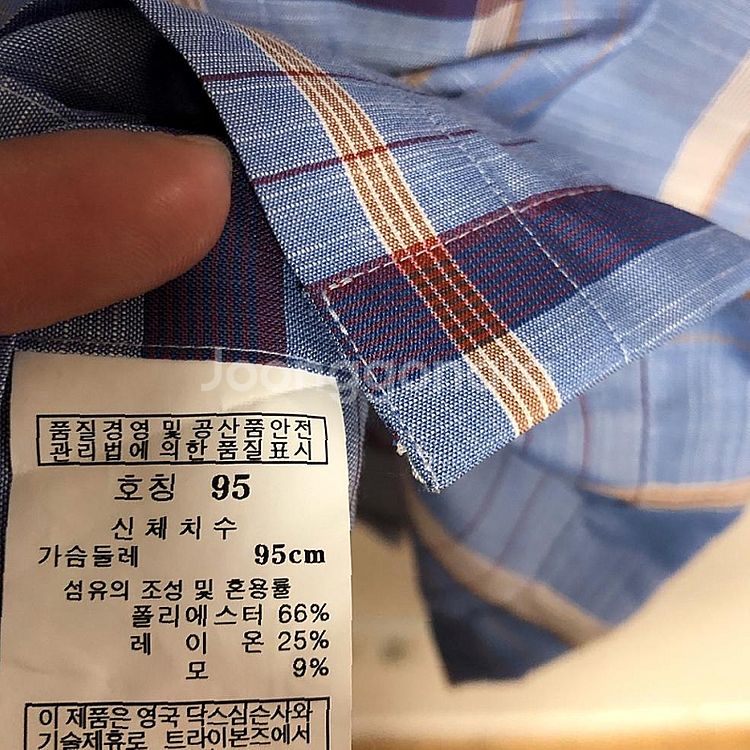 Joongna
품질경영 및 공산품안전
관리법에 의한 품질표시
호칭 95
신체치수
가슴둘레 95cm
섬유의 조성 및 혼용률
폴리에스터 66%
레이온 25%
모 9%
이 제품은 영국 닥스심슨사와
기술제휴로 트라이본즈에서